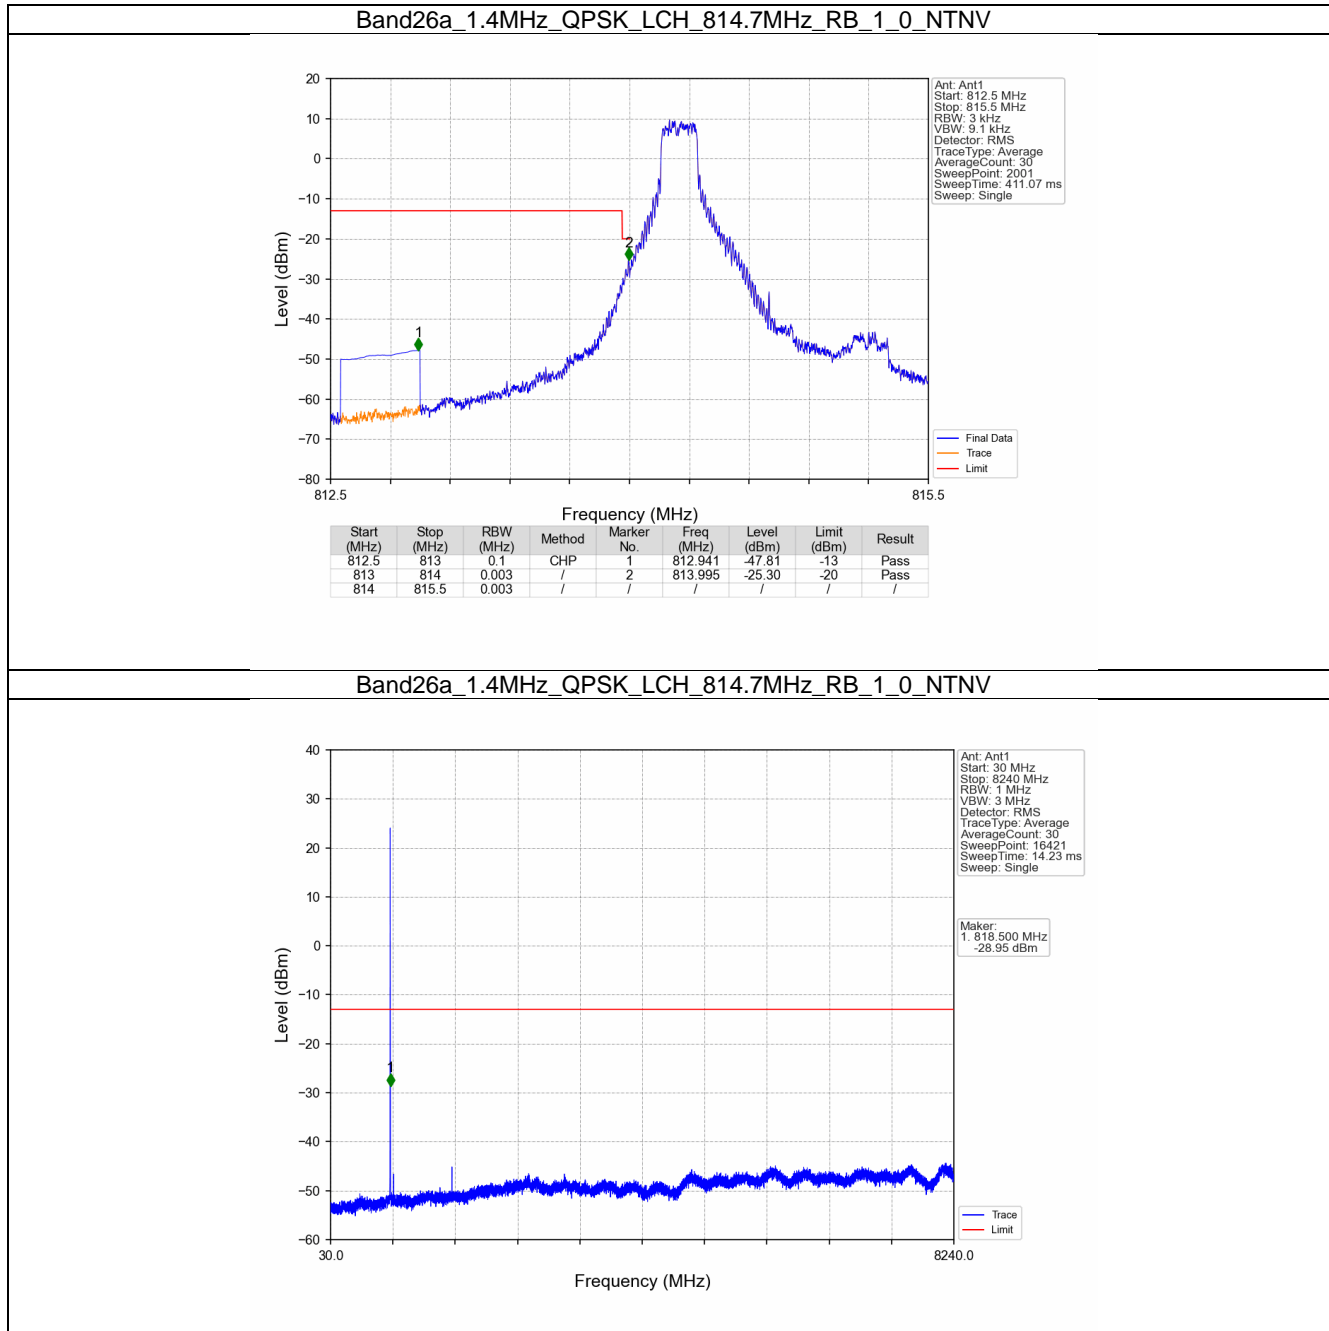 Band26a_1.4MHz_QPSK_LCH_814.7MHz_RB_1_0_NTNV
20
10
0
−10
−20
−30
−40
−50
−60
−70
−80
Level (dBm)
1
2
812.5
815.5
Frequency (MHz)
Ant: Ant1
Start: 812.5 MHz
Stop: 815.5 MHz
RBW: 3 kHz
VBW: 9.1 kHz
Detector: RMS
TraceType: Average
AverageCount: 30
SweepPoint: 2001
SweepTime: 411.07 ms
Sweep: Single
Final Data
Trace
Limit
Start (MHz) Stop (MHz) RBW (MHz) Method Marker No. Freq (MHz) Level (dBm) Limit (dBm) Result
812.5 813 0.1 CHP 1 812.941 -47.81 -13 Pass
813 814 0.003 / 2 813.995 -25.30 -20 Pass
814 815.5 0.003 / / / / / /
Band26a_1.4MHz_QPSK_LCH_814.7MHz_RB_1_0_NTNV
40
30
20
10
0
−10
−20
−30
−40
−50
−60
Level (dBm)
1
30.0
8240.0
Frequency (MHz)
Ant: Ant1
Start: 30 MHz
Stop: 8240 MHz
RBW: 1 MHz
VBW: 3 MHz
Detector: RMS
TraceType: Average
AverageCount: 30
SweepPoint: 16421
SweepTime: 14.23 ms
Sweep: Single
Maker:
1. 818.500 MHz
-28.95 dBm
Trace
Limit